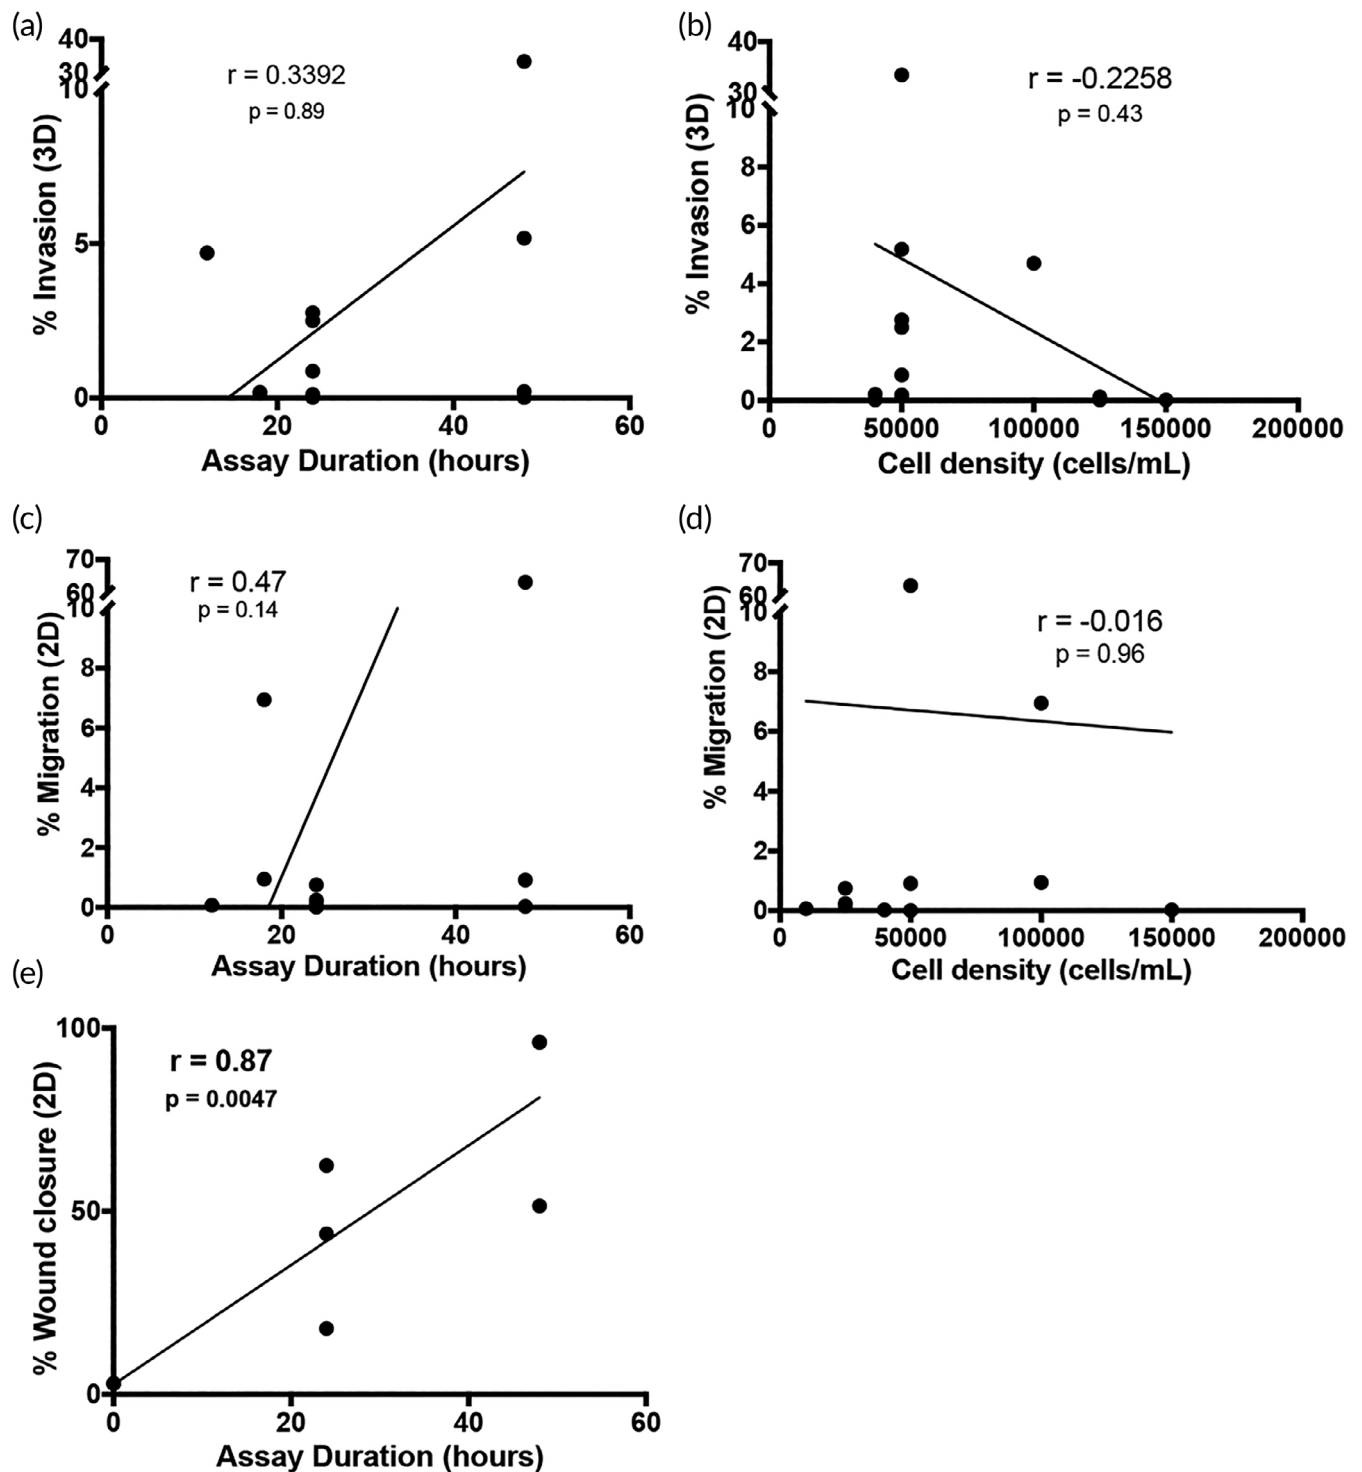 (a)
40
30
10
5
0
r = 0.3392
p = 0.89
% Invasion (3D)
0 20 40 60
Assay Duration (hours)
(b)
40
30
10
8
6
4
2
0
r = -0.2258
p = 0.43
% Invasion (3D)
0 50000 100000 150000 200000
Cell density (cells/mL)
(c)
70
60
10
8
6
4
2
0
r = 0.47
p = 0.14
% Migration (2D)
0 20 40 60
Assay Duration (hours)
(d)
70
60
10
8
6
4
2
0
r = -0.016
p = 0.96
% Migration (2D)
0 50000 100000 150000 200000
Cell density (cells/mL)
(e)
100
50
0
r = 0.87
p = 0.0047
% Wound closure (2D)
0 20 40 60
Assay Duration (hours)